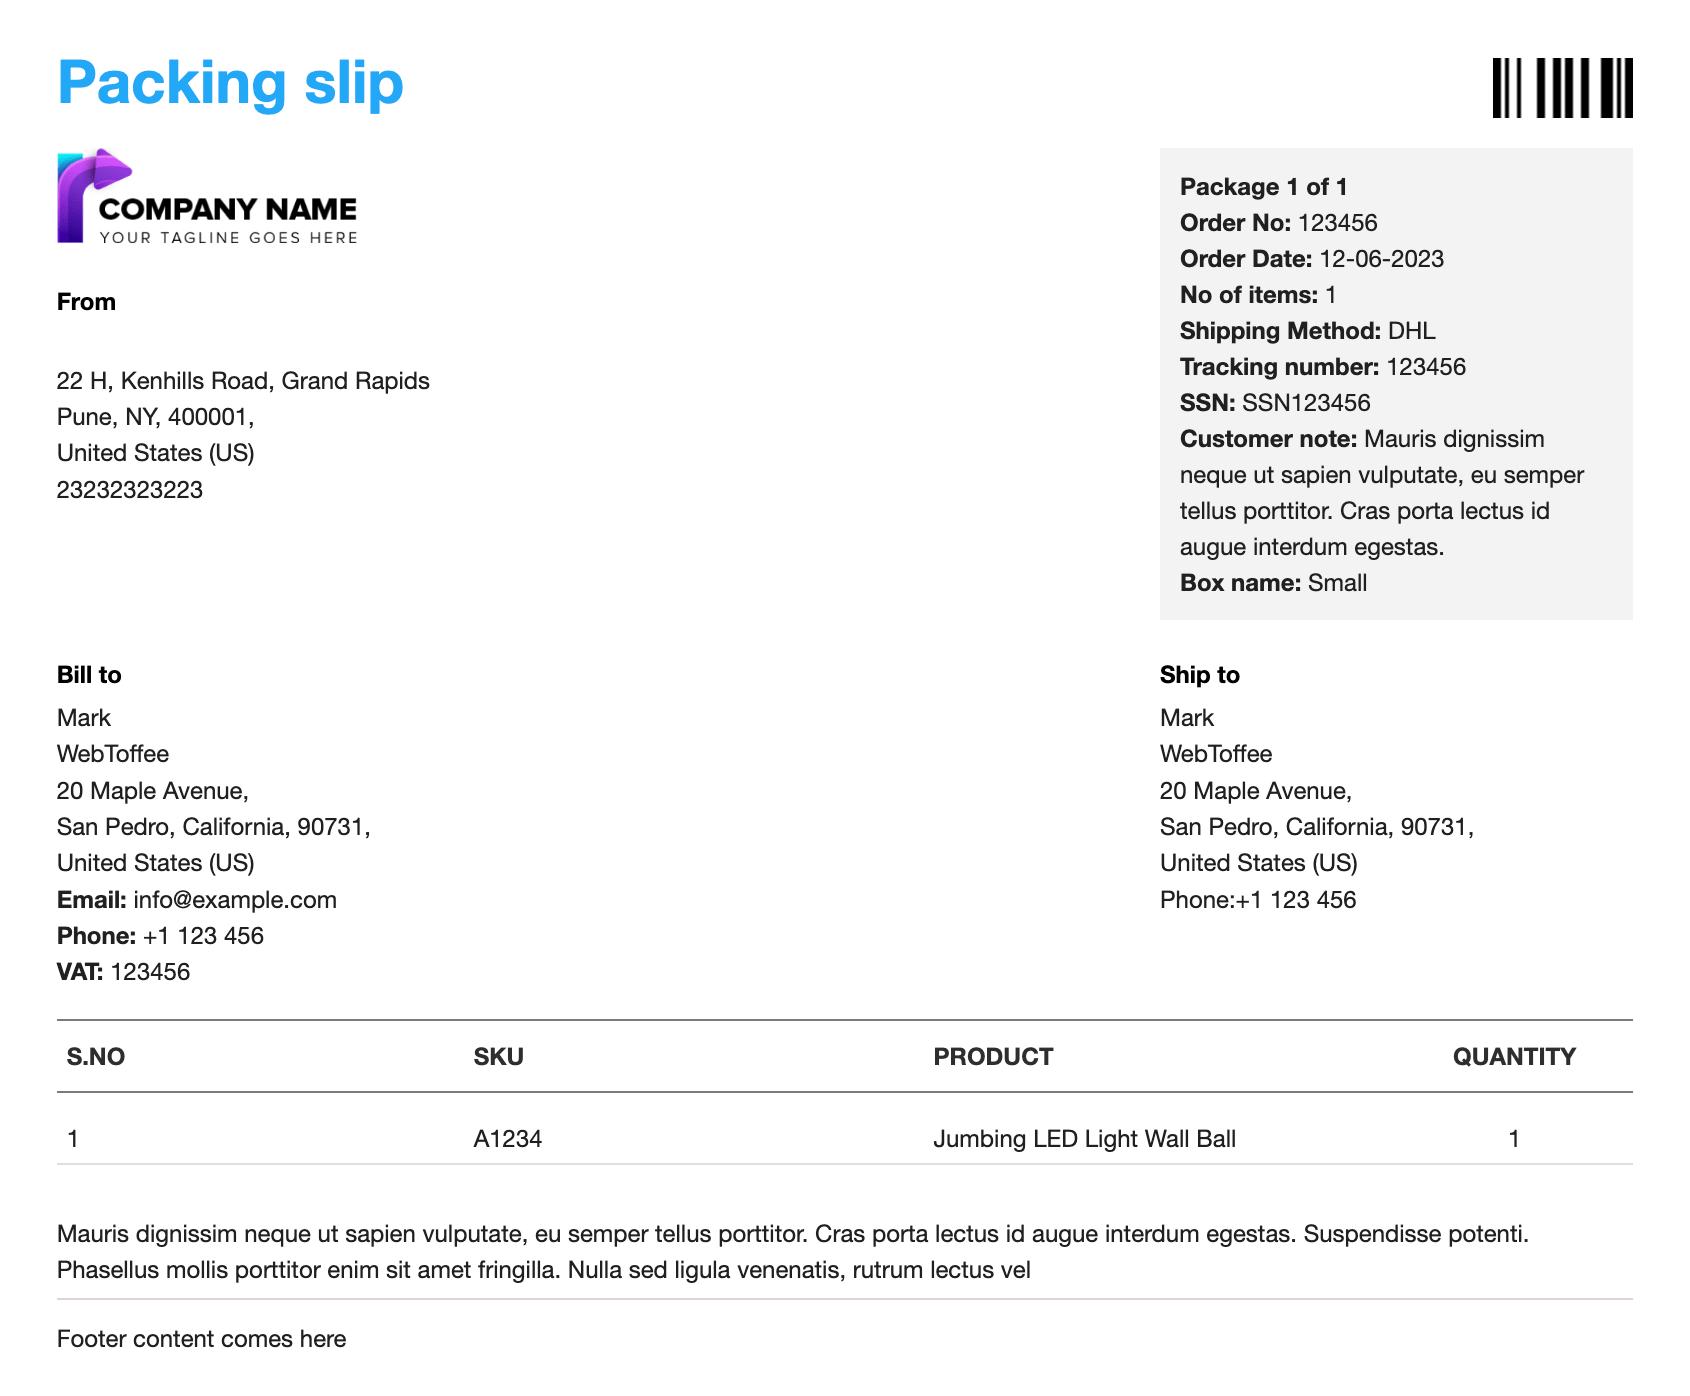 Packing slip
COMPANY NAME
YOUR TAGLINE GOES HERE
From
22 H, Kenhills Road, Grand Rapids
Pune, NY, 400001,
United States (US)
23232323223
Package 1 of 1
Order No: 123456
Order Date: 12-06-2023
No of items: 1
Shipping Method: DHL
Tracking number: 123456
SSN: SSN123456
Customer note: Mauris dignissim
neque ut sapien vulputate, eu semper
tellus porttitor. Cras porta lectus id
augue interdum egestas.
Box name: Small
Bill to
Mark
WebToffee
20 Maple Avenue,
San Pedro, California, 90731,
United States (US)
Email: info@example.com
Phone: +1 123 456
VAT: 123456
Ship to
Mark
WebToffee
20 Maple Avenue,
San Pedro, California, 90731,
United States (US)
Phone:+1 123 456
S.NO SKU PRODUCT QUANTITY
1 A1234 Jumbing LED Light Wall Ball 1
Mauris dignissim neque ut sapien vulputate, eu semper tellus porttitor. Cras porta lectus id augue interdum egestas. Suspendisse potenti.
Phasellus mollis porttitor enim sit amet fringilla. Nulla sed ligula venenatis, rutrum lectus vel
Footer content comes here